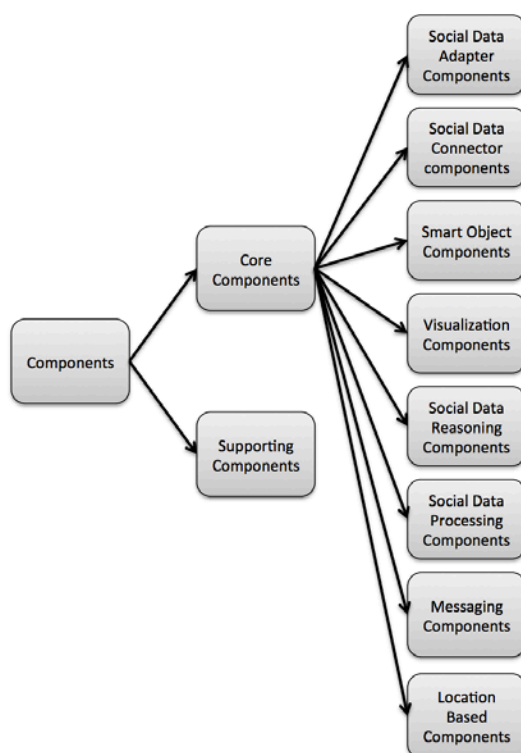 Social Data
Adapter
Components
Social Data
Connector
components
Smart Object
Components
Core
Components
Visualization
Components
Components
Social Data
Reasoning
Components
Supporting
Components
Social Data
Processing
Components
Messaging
Components
Location
Based
Components